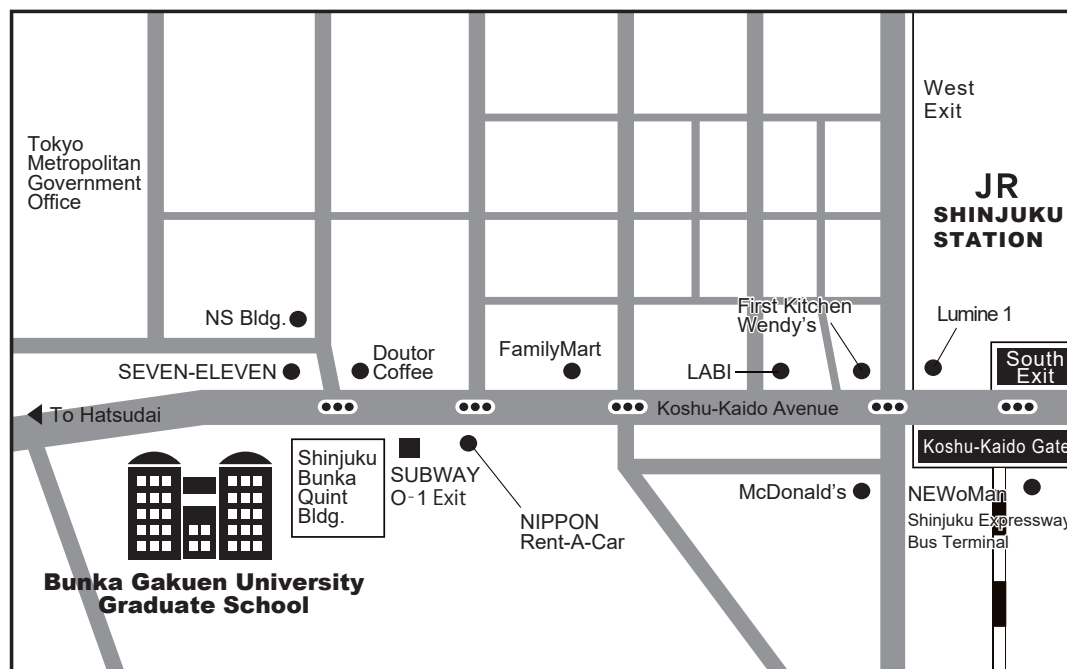 West
Exit
Tokyo
Metropolitan
Government
Office
JR
SHINJUKU
STATION
NS Bldg.
First Kitchen
Wendy’s
Lumine 1
SEVEN-ELEVEN
Doutor
Coffee
FamilyMart
LABI
South
Exit
To Hatsudai
Koshu-Kaido Avenue
Koshu-Kaido Gate
Shinjuku
Bunka
Quint
Bldg.
SUBWAY
O-1 Exit
NIPPON
Rent-A-Car
McDonald’s
NEWoMan
Shinjuku Expressway
Bus Terminal
Bunka Gakuen University
Graduate School